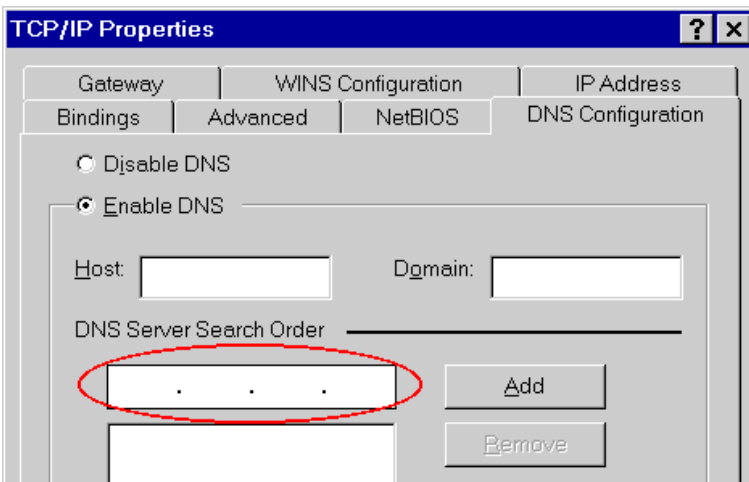 TCP/IP Properties ? ×
Gateway WINS Configuration IP Address
Bindings Advanced NetBIOS DNS Configuration
Disable DNS
Enable DNS
Host: Domain:
DNS Server Search Order
. . . Add
Remove